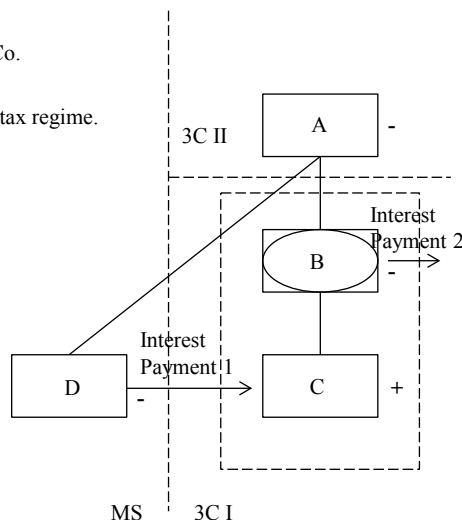 Co.
tax regime.
3C II
A
-
Interest
Payment 2
B
-
Interest
Payment 1
D
-
C
+
MS
3C I